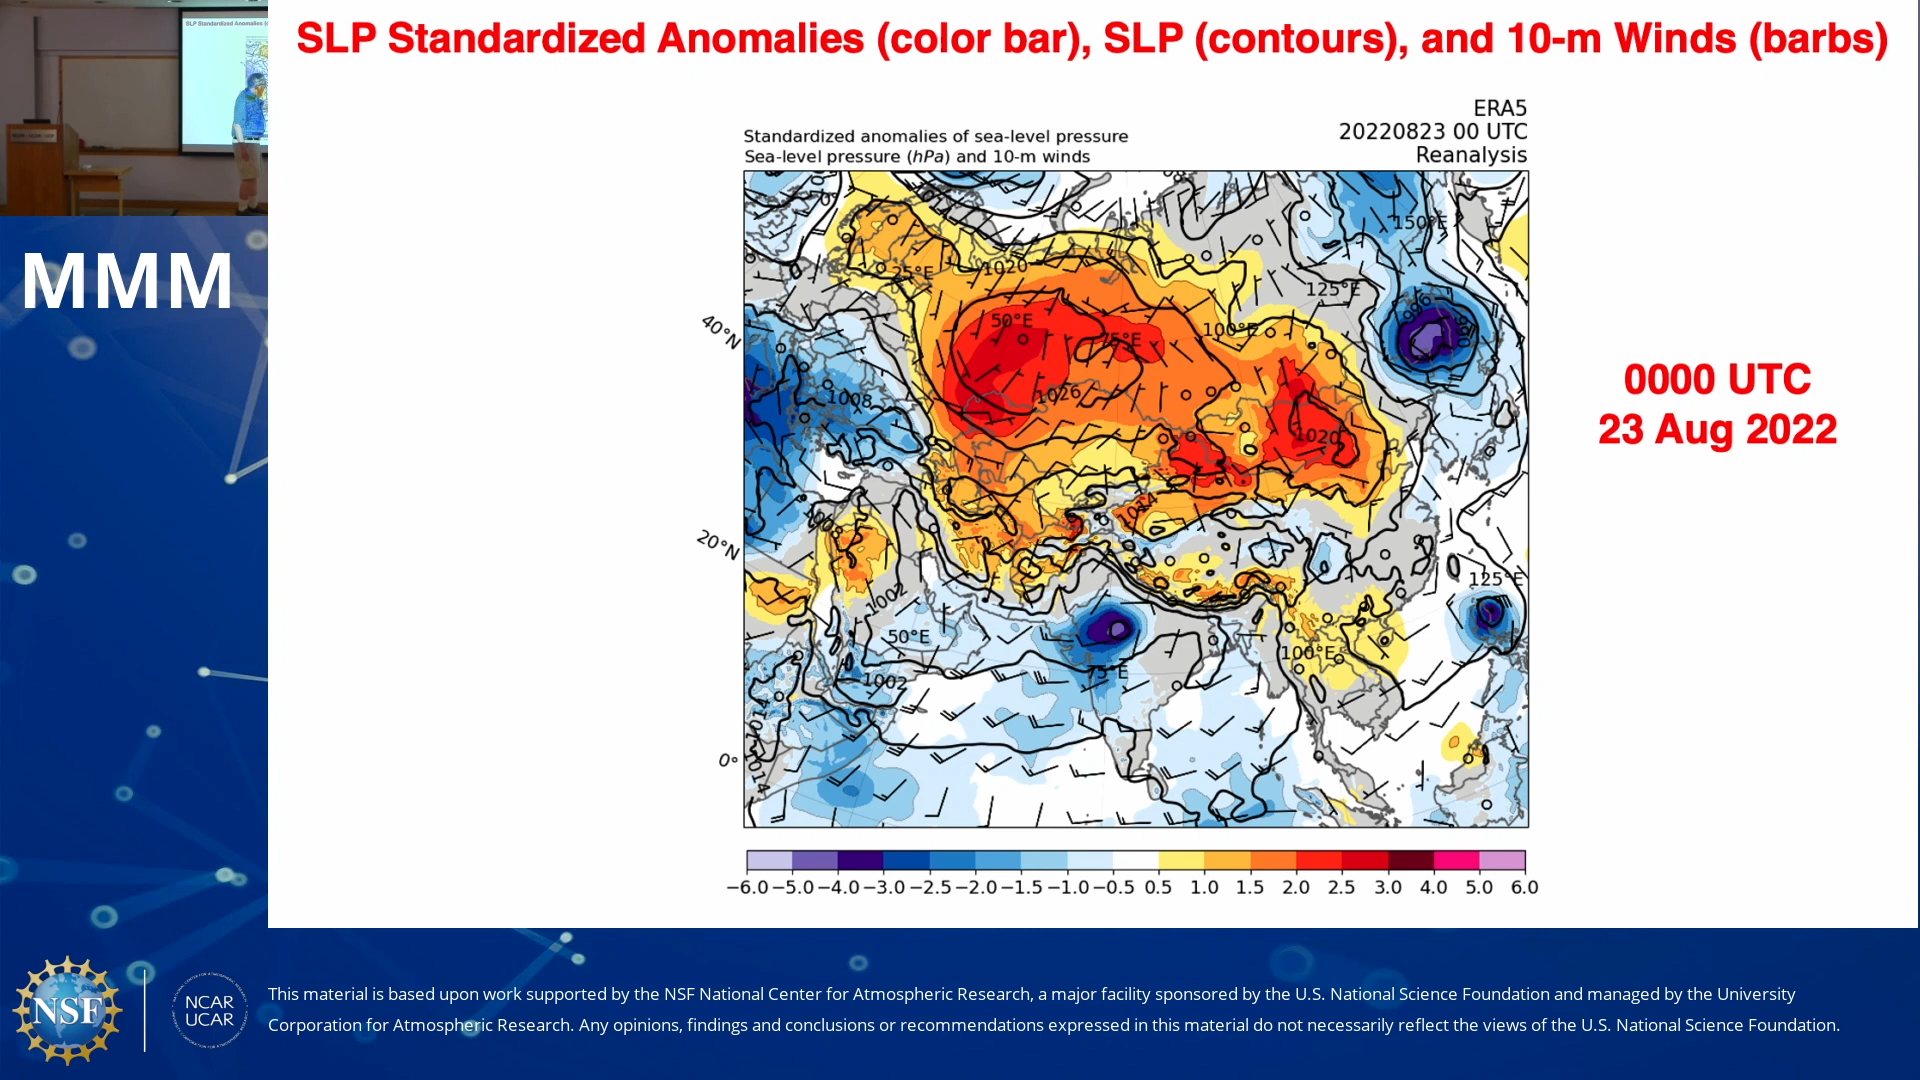 SLP Standardized Anomalies (color bar), SLP (contours), and 10-m Winds (barbs)
ERA5
20220823 00 UTC
Reanalysis
Standardized anomalies of sea-level pressure
Sea-level pressure (hPa) and 10-m winds
MMM
150°E
25°E
1020
125°E
40°N
50°E
75°E
100°E
996
1026
1008
1020
0000 UTC
23 Aug 2022
1014
20°N
1002
125°E
50°E
100°E
75°E
1002
1014
1014
0°
−6.0 −5.0 −4.0 −3.0 −2.5 −2.0 −1.5 −1.0 −0.5 0.5 1.0 1.5 2.0 2.5 3.0 4.0 5.0 6.0
NSF
NCAR
UCAR
This material is based upon work supported by the NSF National Center for Atmospheric Research, a major facility sponsored by the U.S. National Science Foundation and managed by the University
Corporation for Atmospheric Research. Any opinions, findings and conclusions or recommendations expressed in this material do not necessarily reflect the views of the U.S. National Science Foundation.